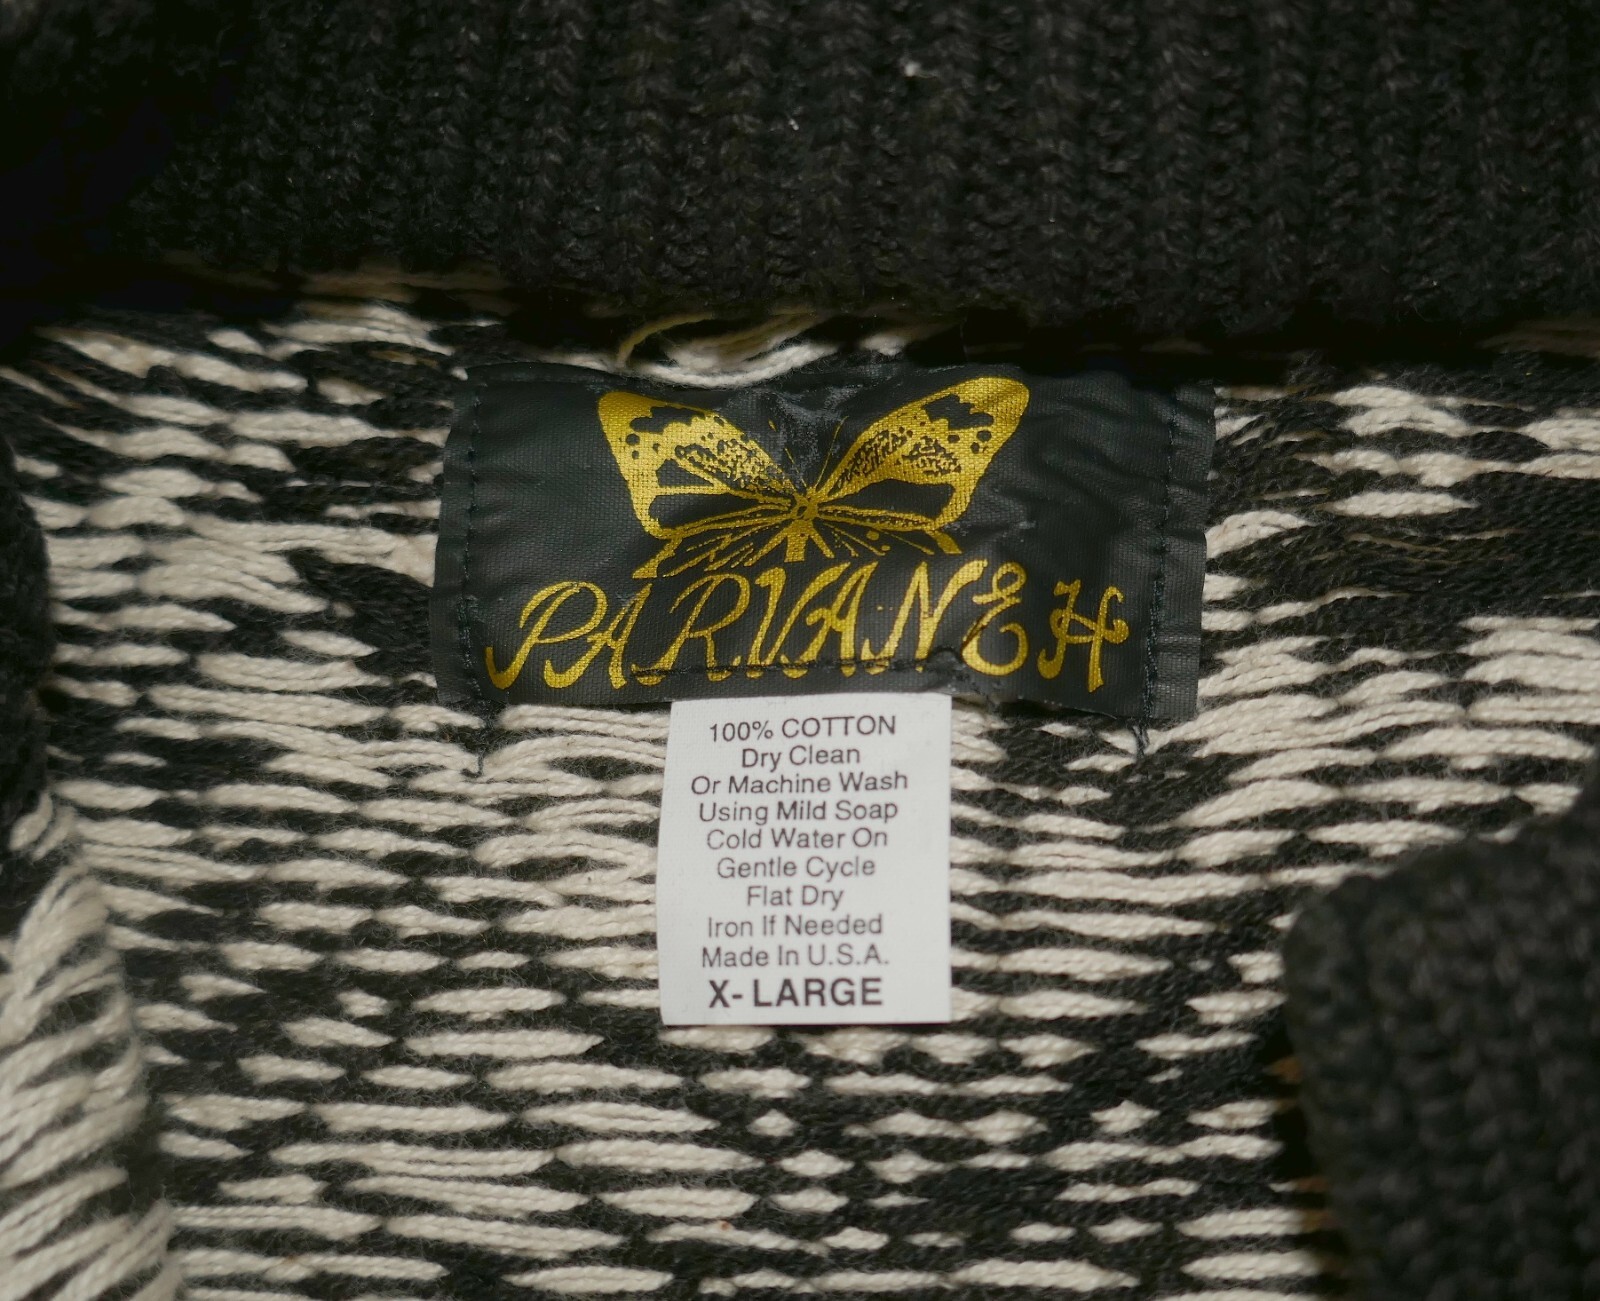 PARVANEH
100% COTTON
Dry Clean
Or Machine Wash
Using Mild Soap
Cold Water On
Gentle Cycle
Flat Dry
Iron If Needed
Made In U.S.A.
X-LARGE